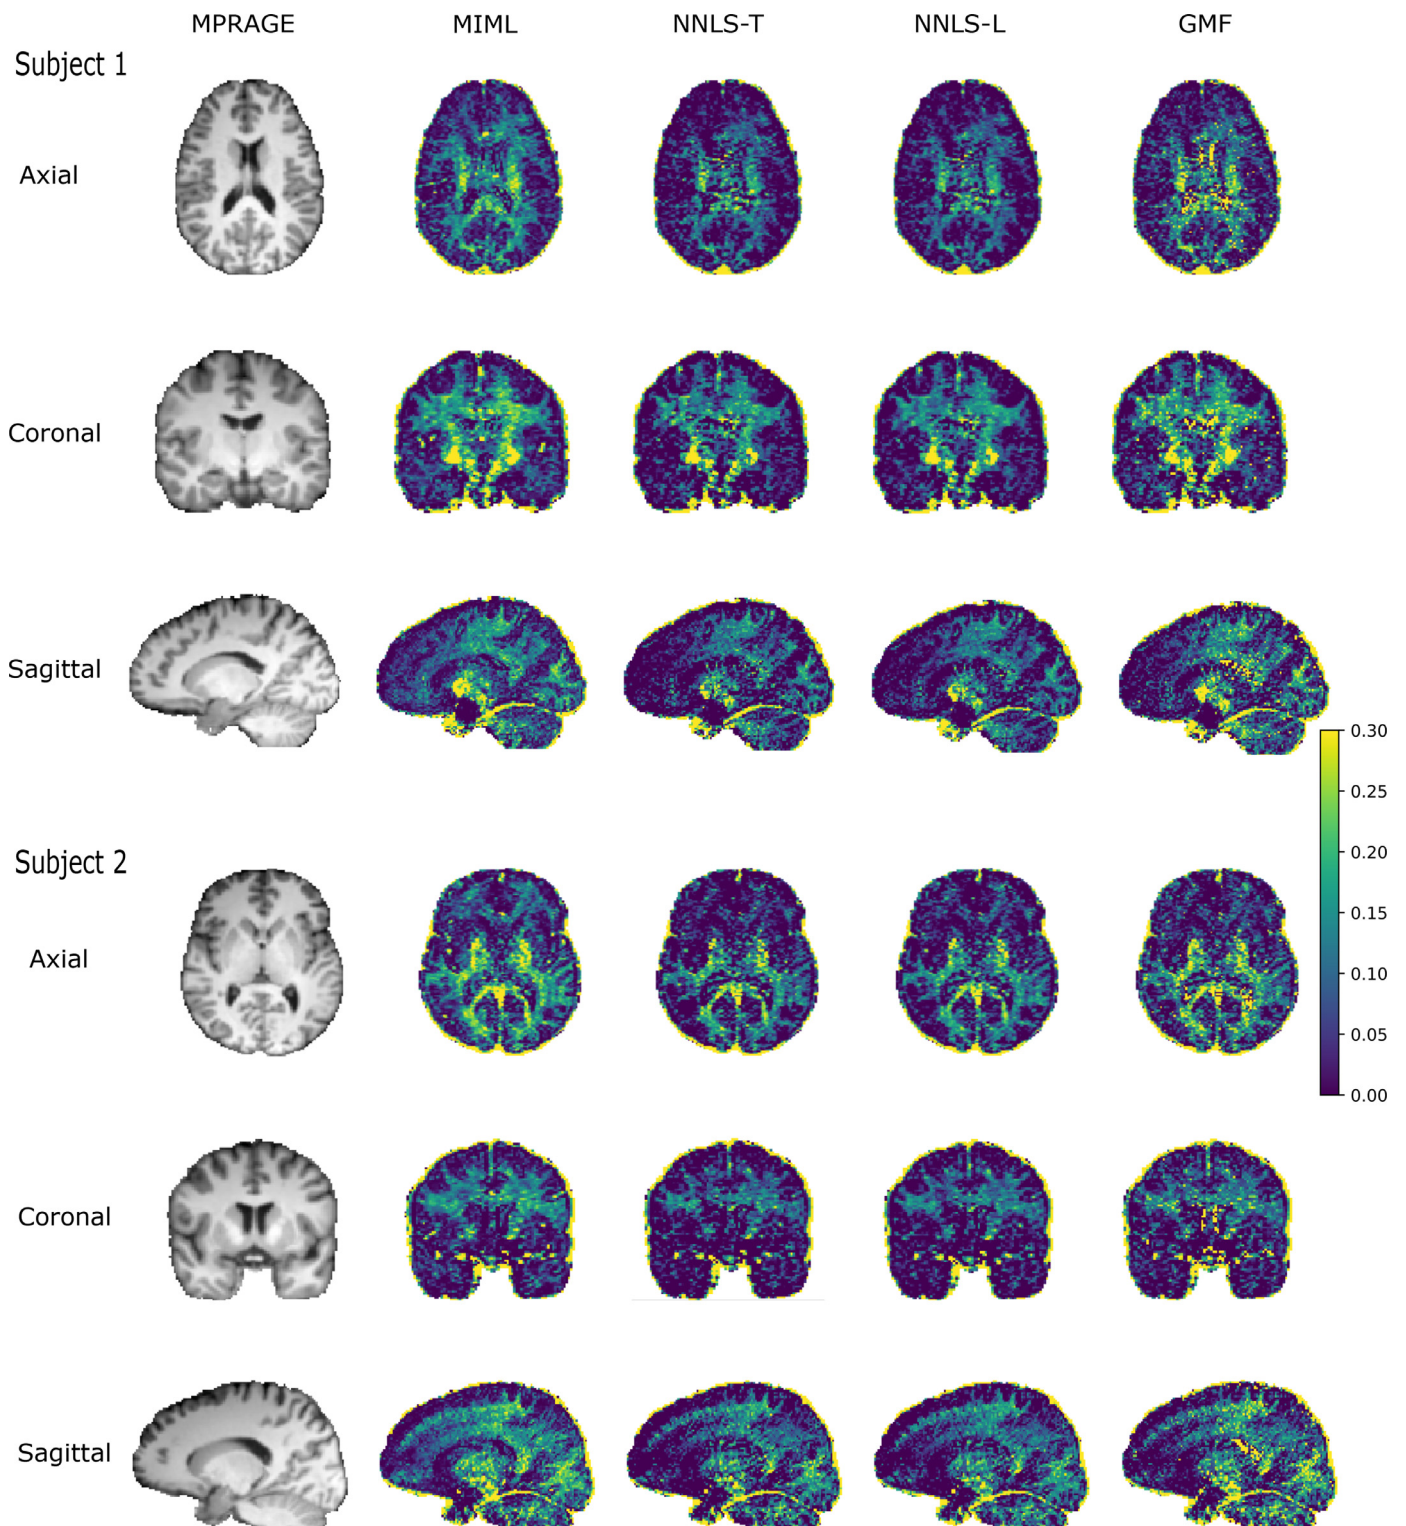 MPRAGE MIML NNLS-T NNLS-L GMF
Subject 1
Axial
Coronal
Sagittal
0.30
0.25
0.20
0.15
0.10
0.05
0.00
Subject 2
Axial
Coronal
Sagittal